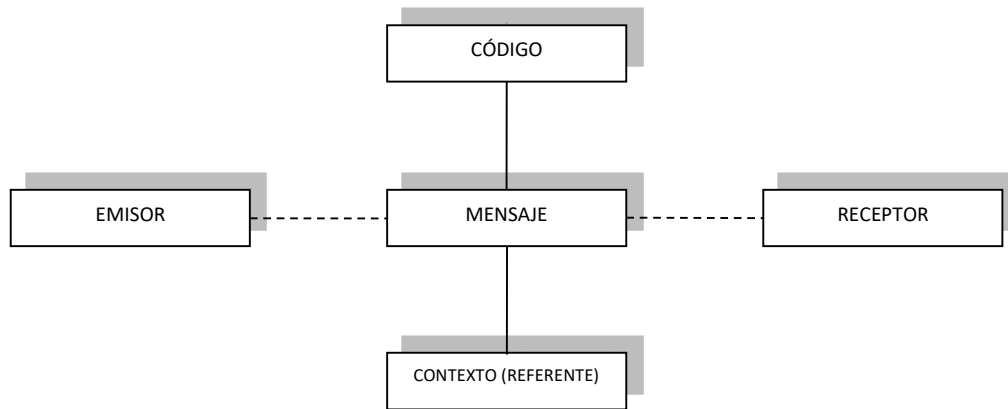 CÓDIGO
EMISOR
MENSAJE
RECEPTOR
CONTEXTO (REFERENTE)